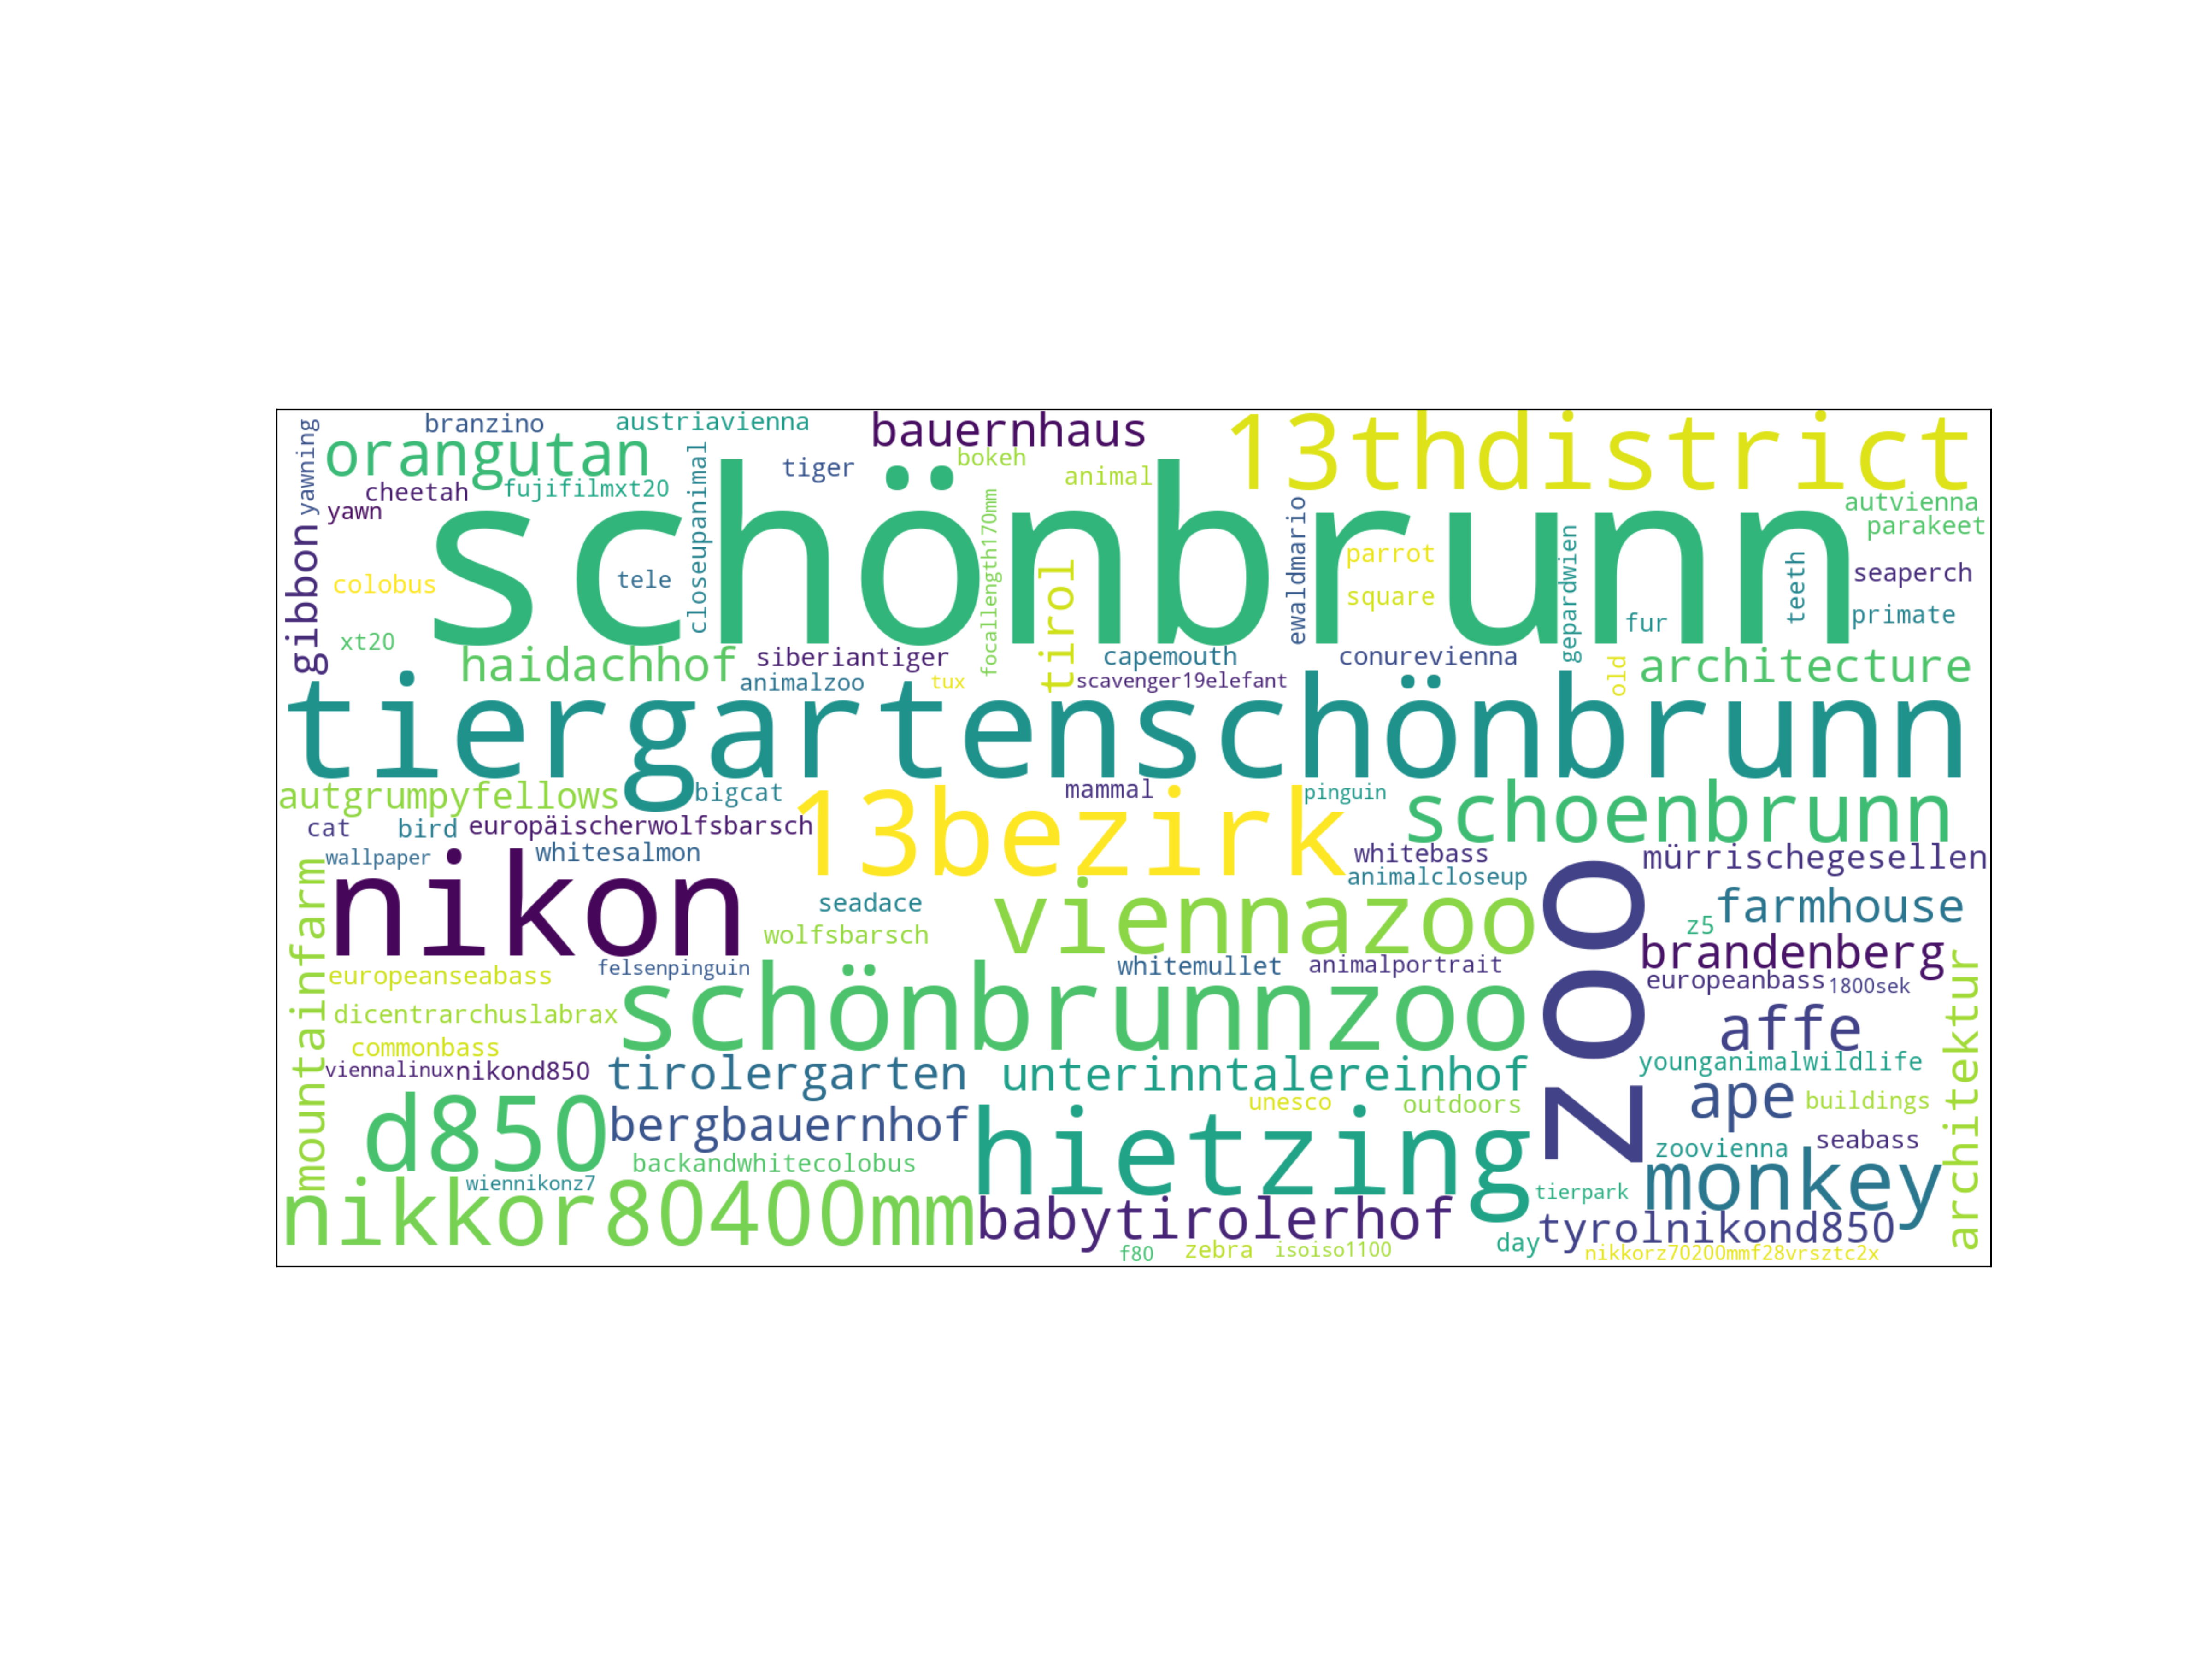 yawning
branzino
austriavienna
bauernhaus
13thdistrict
orangutan
tiger
bokeh
animal
cheetah
fujifilmxt20
closeupanimal
yawn
schönbrunn
focallength170mm
ewaldmario
autvienna
parakeet
gibbon
colobus
tele
tirol
parrot
square
gepardwien
teeth
seaperch
fur
primate
xt20
haidachhof
siberiantiger
capemouth
conurevienna
old
architecture
animalzoo
tux
scavenger19elefant
tiergartenschönbrunn
autgrumpyfellows
bigcat
mammal
pinguin
13bezirk
schoenbrunn
cat
bird
europäischerwolfsbarsch
wallpaper
whitesalmon
whitebass
mürrischegesellen
mountainfarm
nikon
animalcloseup
zoo
seadace
viennazoo
farmhouse
z5
wolfsbarsch
brandenberg
europeanseabass
felsenpinguin
whitemullet
animalportrait
europeanbass
1800sek
dicentrarchuslabrax
schönbrunnzoo
affe
architektur
commonbass
viennalinux
nikond850
tirolergarten
unterinntalereinhof
younganimalwildlife
d850
bergbauernhof
unesco
outdoors
ape
buildings
hietzing
backandwhitecolobus
zoovienna
seabass
wiennikonz7
monkey
nikkor80400mm
tierpark
babytirolerhof
tyrolnikond850
f80
zebra
isoiso1100
day
nikkorz70200mmf28vrsztc2x